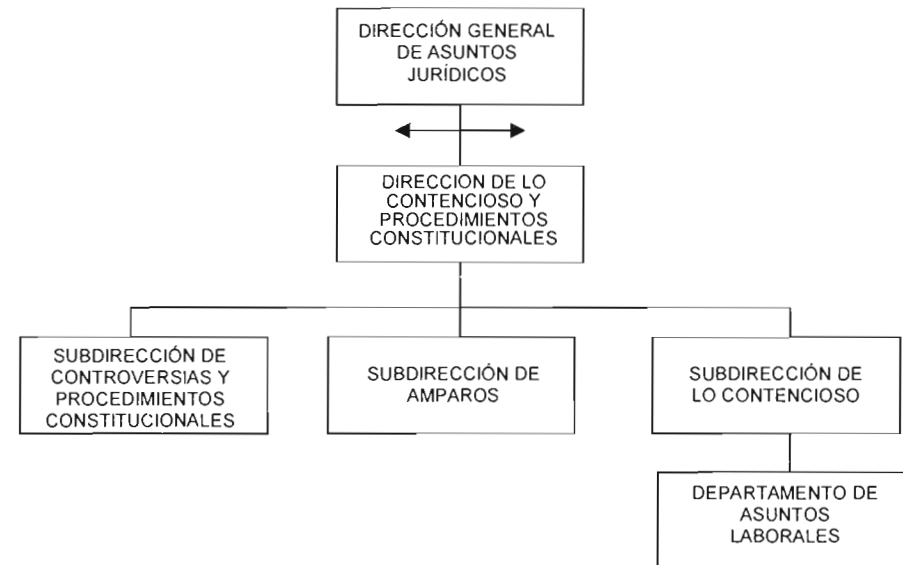 DIRECCIÓN GENERAL
DE ASUNTOS
JURÍDICOS
DIRECCION DE LO
CONTENCIOSO Y
PROCEDIMIENTOS
CONSTITUCIONALES
SUBDIRECCIÓN DE
CONTROVERSIAS Y
PROCEDIMIENTOS
CONSTITUCIONALES
SUBDIRECCIÓN DE
AMPAROS
SUBDIRECCIÓN DE
LO CONTENCIOSO
DEPARTAMENTO DE
ASUNTOS
LABORALES